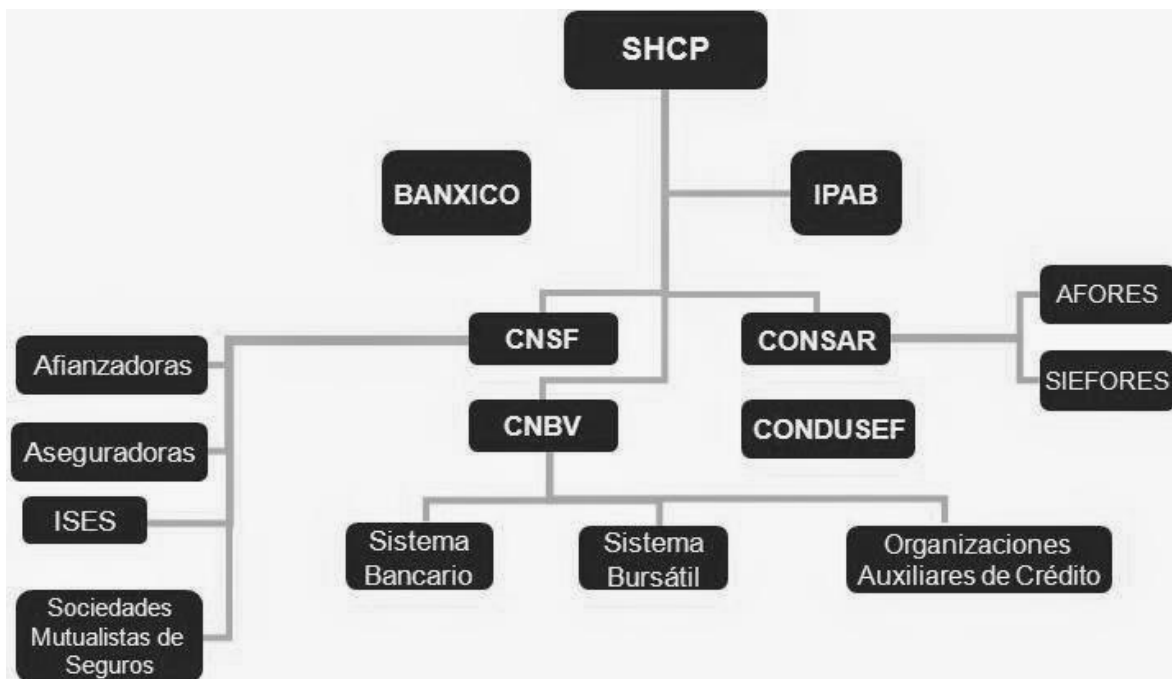 SHCP
BANXICO
IPAB
AFORES
CNSF
CONSAR
Afianzadoras
SIEFORES
CNBV
CONDUSEF
Aseguradoras
ISES
Sistema
Bancario
Sistema
Bursátil
Organizaciones
Auxiliares de Crédito
Sociedades
Mutualistas de
Seguros